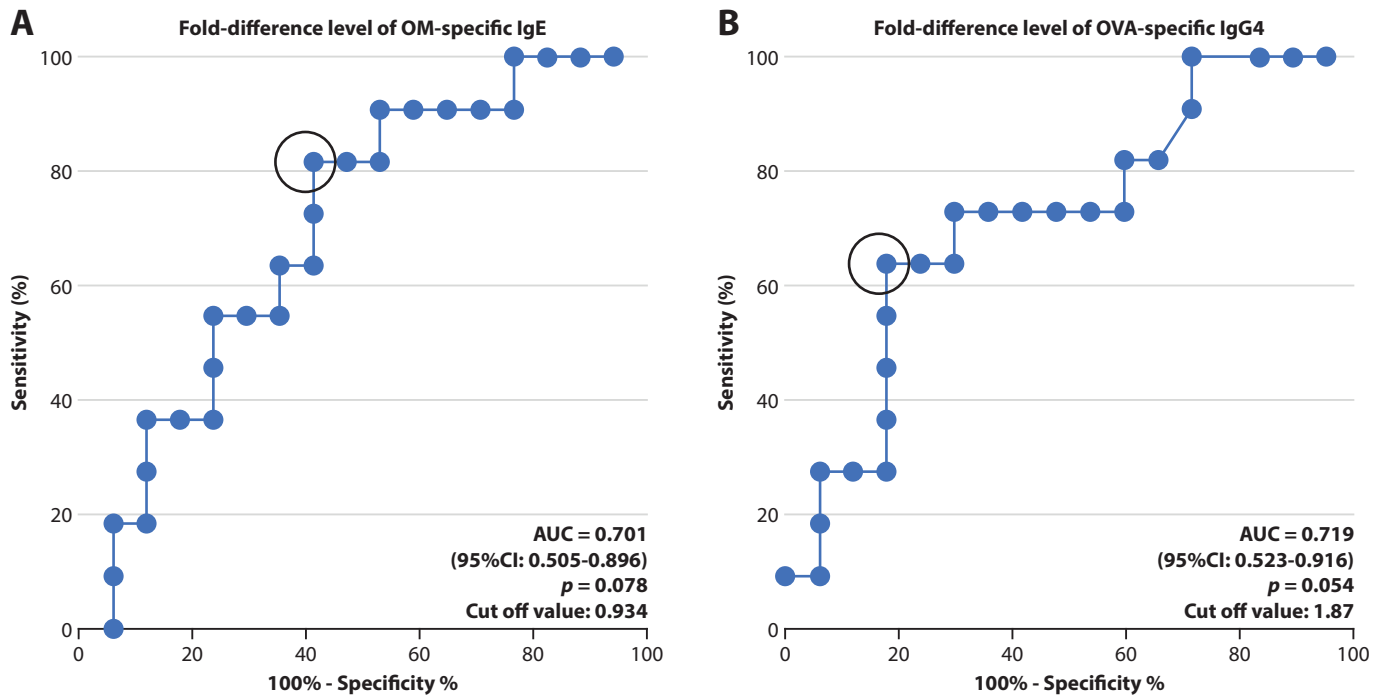 A
Fold-difference level of OM-specific IgE
100
80
60
40
20
0
Sensitivity (%)
AUC = 0.701
(95%CI: 0.505-0.896)
p = 0.078
Cut off value: 0.934
0 20 40 60 80 100
100% - Specificity %
B
Fold-difference level of OVA-specific IgG4
100
80
60
40
20
0
Sensitivity (%)
AUC = 0.719
(95%CI: 0.523-0.916)
p = 0.054
Cut off value: 1.87
0 20 40 60 80 100
100% - Specificity %